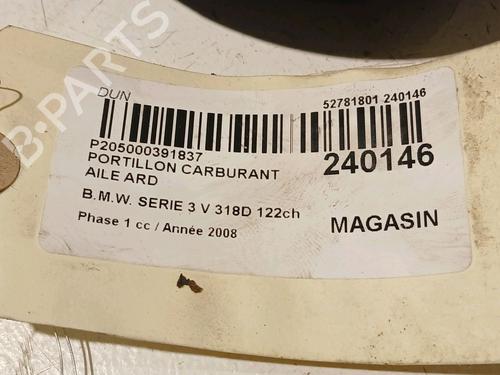 DUN
52781801 240146
P205000391837
240146
PORTILLON CARBURANT
AILE ARD
B.M.W. SERIE 3 V 318D 122ch
MAGASIN
Phase 1 cc / Année 2008
B-PARTS